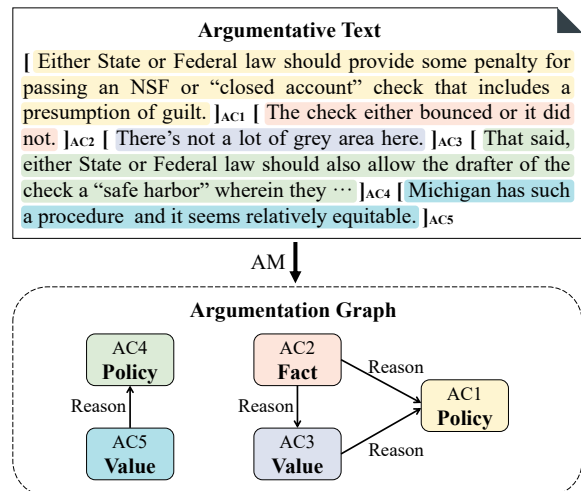 Argumentative Text
[ Either State or Federal law should provide some penalty for
passing an NSF or “closed account” check that includes a
presumption of guilt. ]AC1 [ The check either bounced or it did
not. ]AC2 [ There’s not a lot of grey area here. ]AC3 [ That said,
either State or Federal law should also allow the drafter of the
check a “safe harbor” wherein they ⋯ ]AC4 [ Michigan has such
a procedure and it seems relatively equitable. ]AC5
AM
Argumentation Graph
AC4
Policy
Reason
AC5
Value
AC2
Fact
Reason
AC3
Value
Reason
AC1
Policy